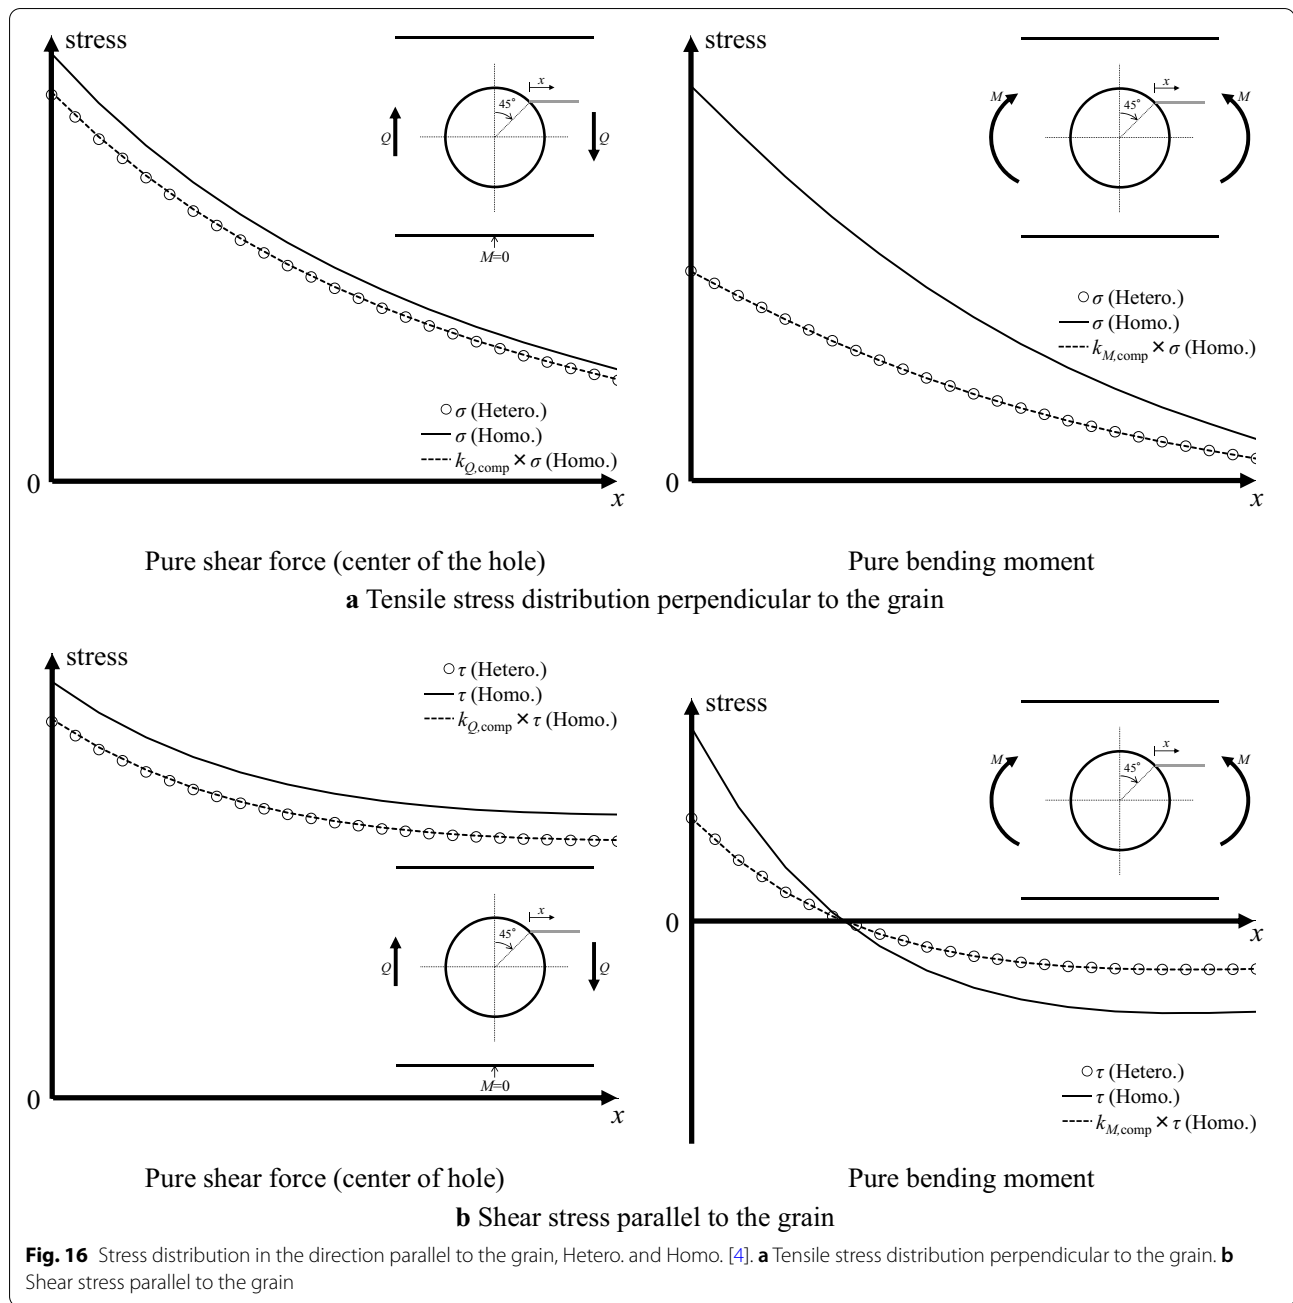 stress
x
45°
Q
Q
M=0
σ (Hetero.)
σ (Homo.)
k_Q,comp × σ (Homo.)
0
x
Pure shear force (center of the hole)
stress
x
45°
M
M
σ (Hetero.)
σ (Homo.)
k_M,comp × σ (Homo.)
0
x
Pure bending moment
a Tensile stress distribution perpendicular to the grain
stress
τ (Hetero.)
τ (Homo.)
k_Q,comp × τ (Homo.)
x
45°
Q
Q
M=0
0
x
Pure shear force (center of hole)
stress
x
45°
M
M
0
x
τ (Hetero.)
τ (Homo.)
k_M,comp × τ (Homo.)
Pure bending moment
b Shear stress parallel to the grain
Fig. 16 Stress distribution in the direction parallel to the grain, Hetero. and Homo. [4]. a Tensile stress distribution perpendicular to the grain. b
Shear stress parallel to the grain